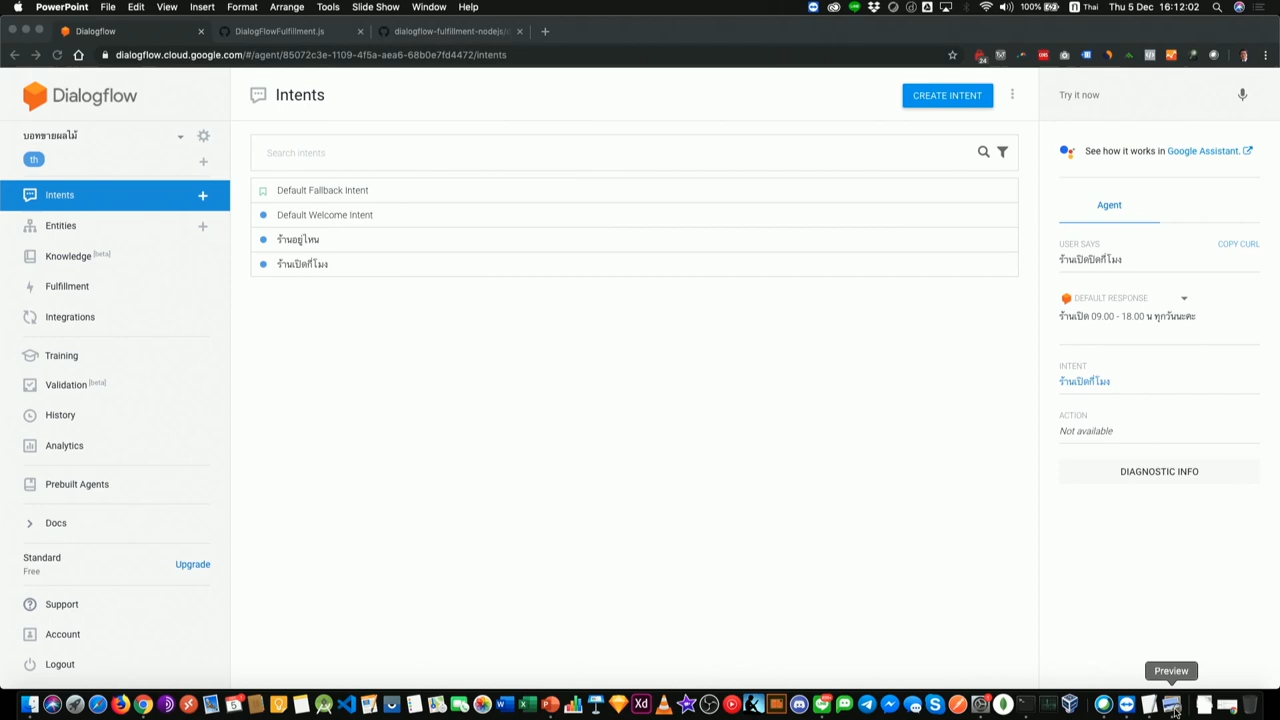 PowerPoint File Edit View Insert Format Arrange Tools Slide Show Window Help 100% Thai Thu 5 Dec 16:12:02
Dialogflow
DialogFlowFulfillment.js
dialogflow-fulfillment-nodejs/
dialogflow.cloud.google.com/#/agent/85072c3e-1109-4f5a-aea6-68b0e7fd4472/intents
24
Dialogflow
บอทขายผลไม้
th
Intents
Entities
Knowledge [beta]
Fulfillment
Integrations
Training
Validation [beta]
History
Analytics
Prebuilt Agents
Docs
Standard
Free
Upgrade
Support
Account
Logout
Intents
CREATE INTENT
Search intents
Default Fallback Intent
Default Welcome Intent
ร้านอยู่ไหน
ร้านเปิดกี่โมง
Try it now
See how it works in Google Assistant.
Agent
USER SAYS
COPY CURL
ร้านเปิดปิดกี่โมง
DEFAULT RESPONSE
ร้านเปิด 09.00 - 18.00 น ทุกวันนะคะ
INTENT
ร้านเปิดกี่โมง
ACTION
Not available
DIAGNOSTIC INFO
Preview
Xd